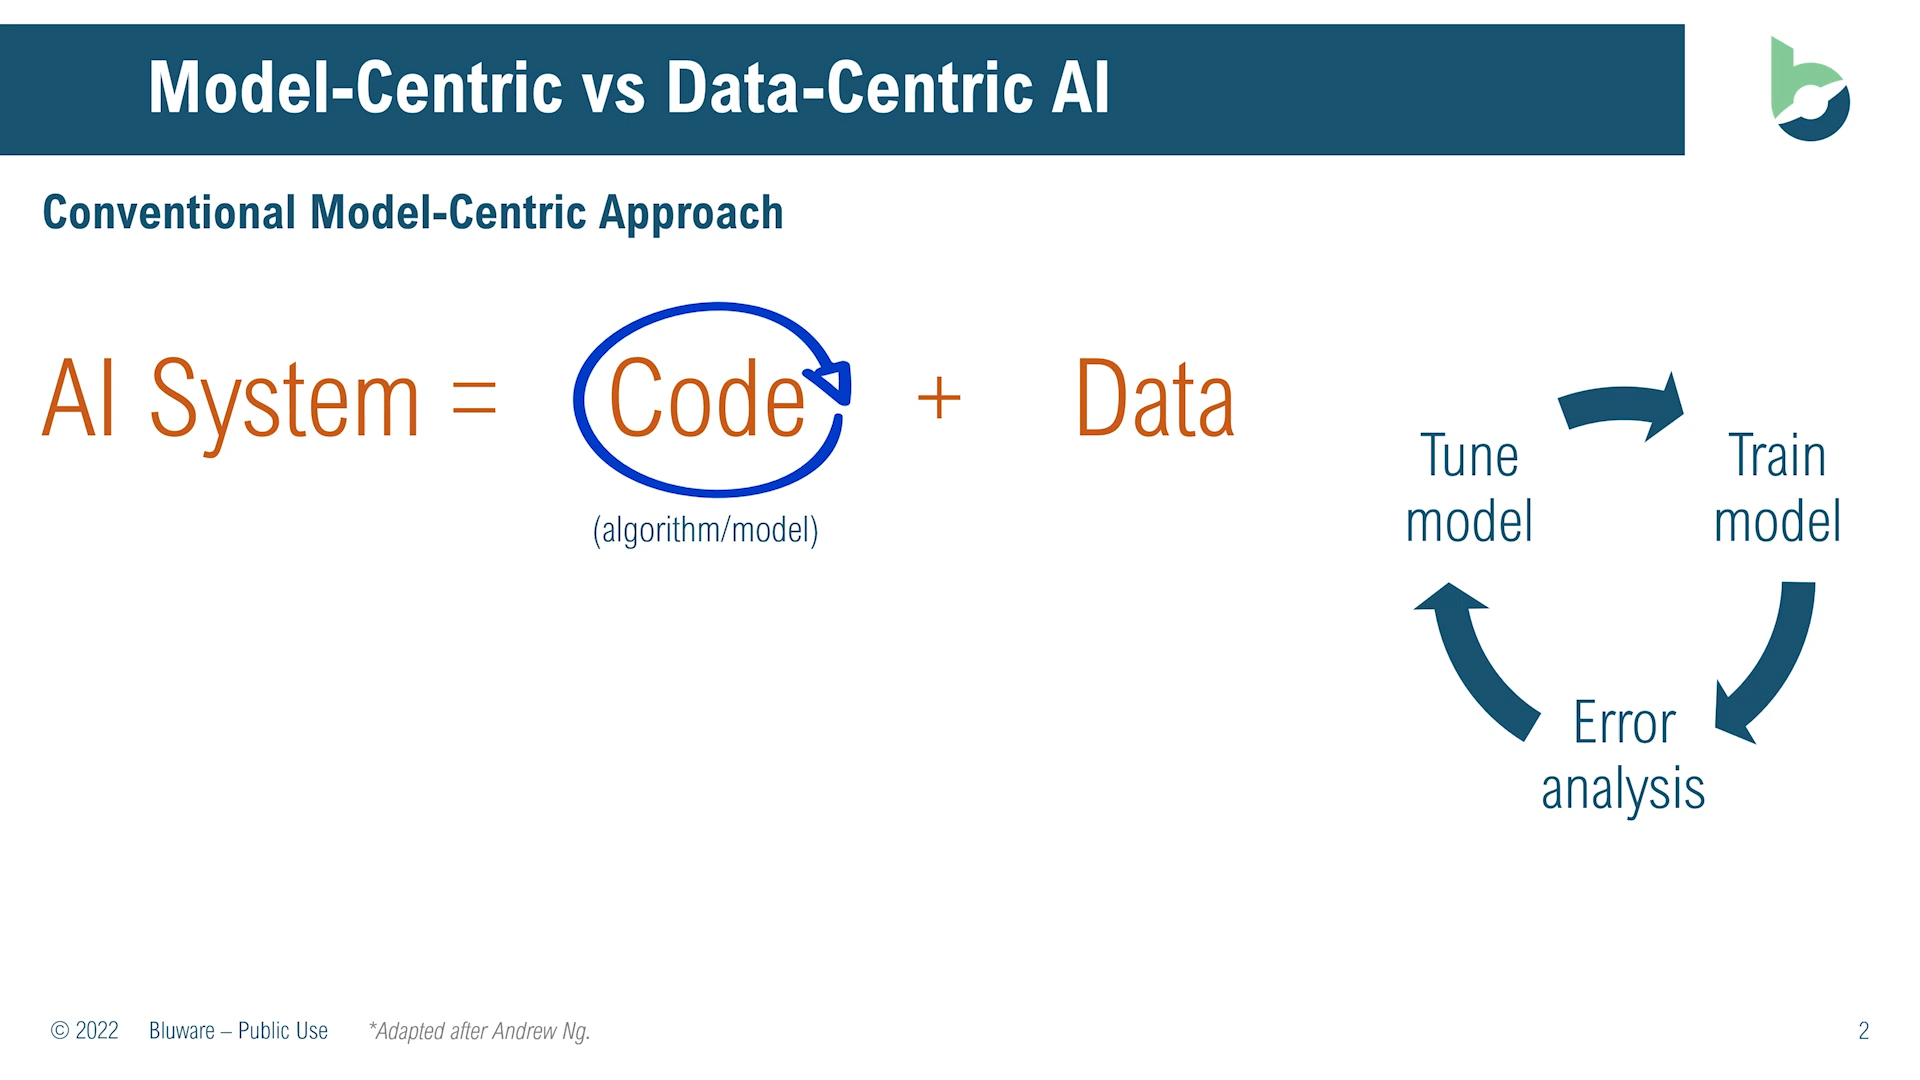 Model-Centric vs Data-Centric AI
Conventional Model-Centric Approach
AI System = Code + Data
(algorithm/model)
Tune
model
Train
model
Error
analysis
© 2022 Bluware – Public Use *Adapted after Andrew Ng. 2